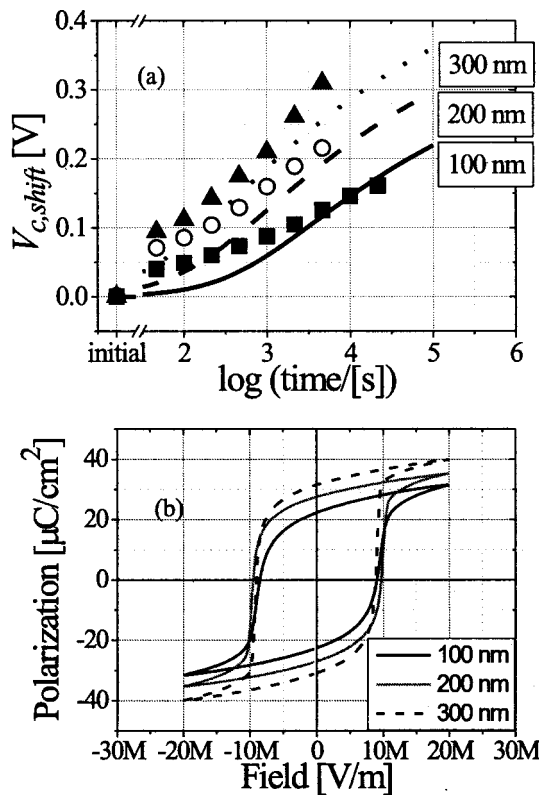 0.4
(a)
300 nm
0.3
200 nm
0.2
100 nm
0.1
0.0
V_{c,shift} [V]
initial 2 3 4 5 6
log (time/[s])
40
(b)
20
0
-20
-40
Polarization [µC/cm²]
100 nm
200 nm
300 nm
-30M -20M -10M 0 10M 20M 30M
Field [V/m]